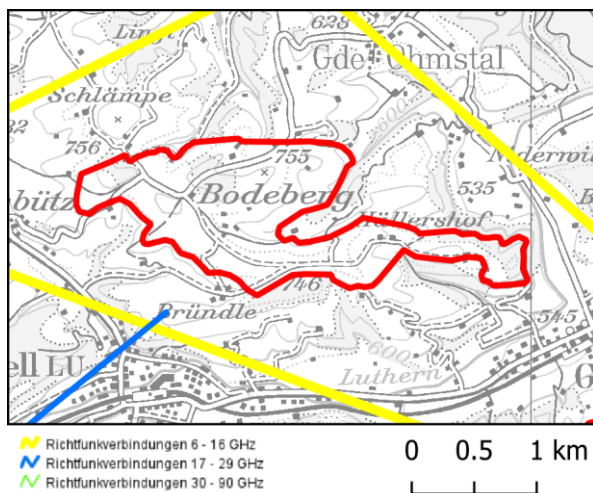 628
Gde Ohmstal
Schlämpe
756
755
Bodeberg
535
bütz
Müllershof
746
Bründle
545
600
ell LU
Luthern
G
Richtfunkverbindungen 6 - 16 GHz
Richtfunkverbindungen 17 - 29 GHz
Richtfunkverbindungen 30 - 90 GHz
0 0.5 1 km